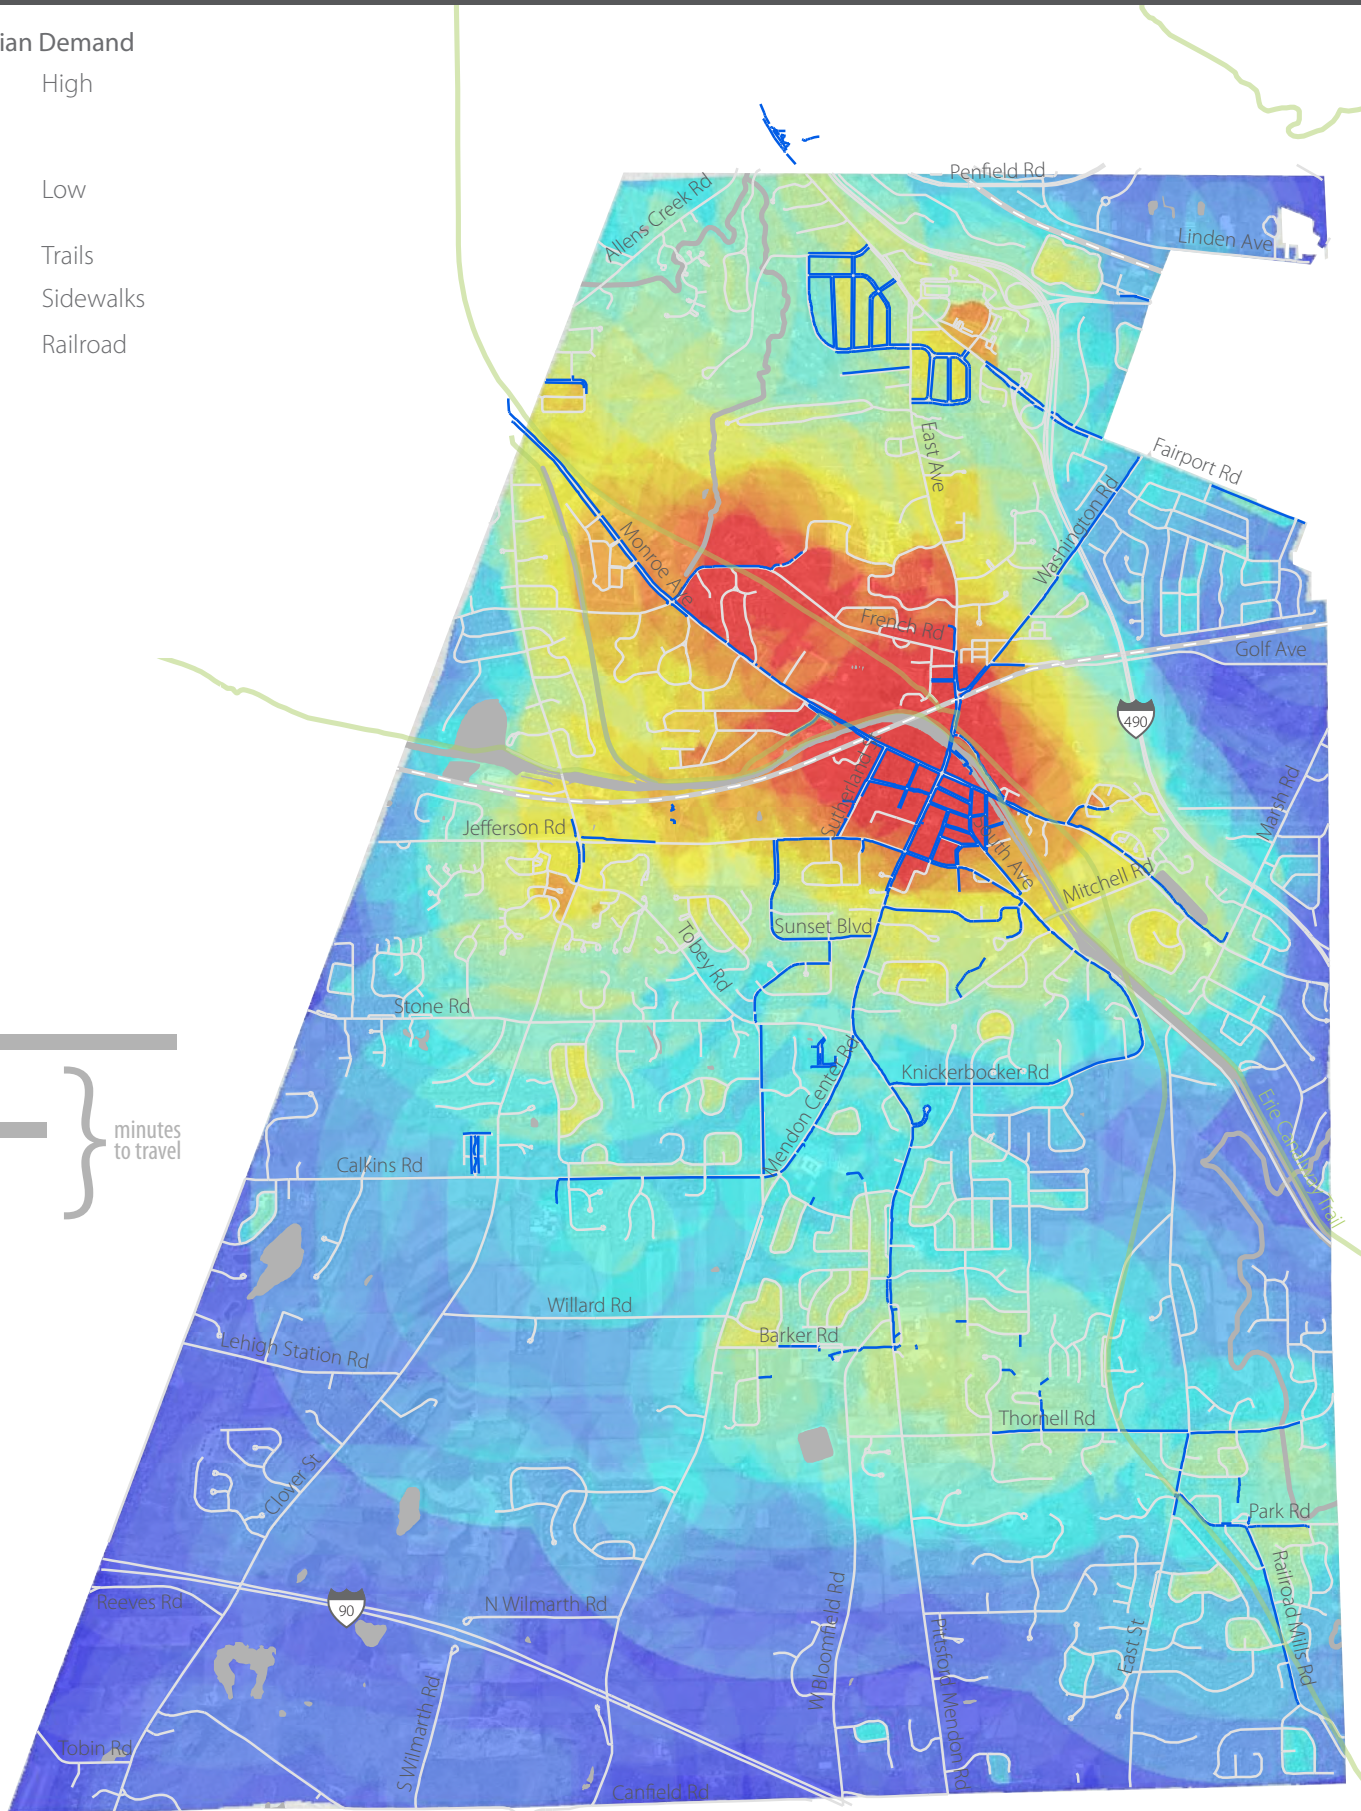 ian Demand
High
Low
Trails
Sidewalks
Railroad
Penfield Rd
Allens Creek Rd
Linden Ave
East Ave
Fairport Rd
Washington Rd
Monroe Ave
French Rd
Golf Ave
490
Sutherland
Marsh Rd
Jefferson Rd
uth Ave
Mitchell Rd
Sunset Blvd
Tobey Rd
Stone Rd
Mendon Center Rd
Knickerbocker Rd
Erie Canalway Trail
minutes
to travel
Calkins Rd
Willard Rd
Barker Rd
Lehigh Station Rd
Thornell Rd
Clover St
Park Rd
Railroad Mills Rd
Reeves Rd
90
N Wilmarth Rd
W Bloomfield Rd
Pittsford Mendon Rd
East St
S Wilmarth Rd
Tobin Rd
Canfield Rd